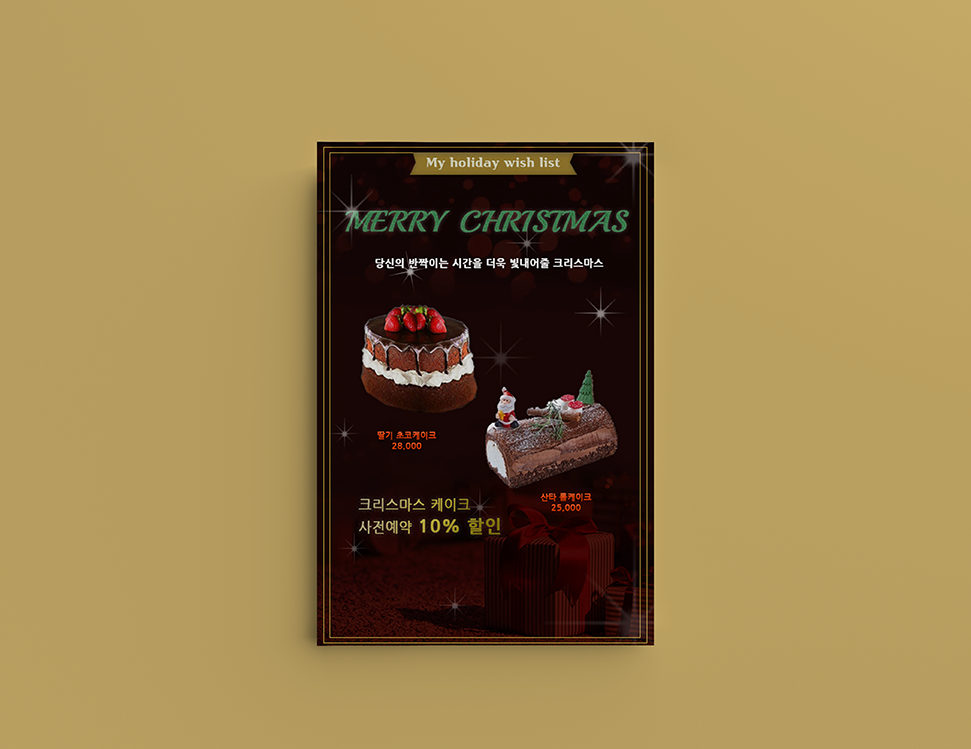 My holiday wish list
MERRY CHRISTMAS
당신의 반짝이는 시간을 더욱 빛내어줄 크리스마스
딸기 초코케이크
28,000
산타 롤케이크
25,000
크리스마스 케이크
사전예약 10% 할인